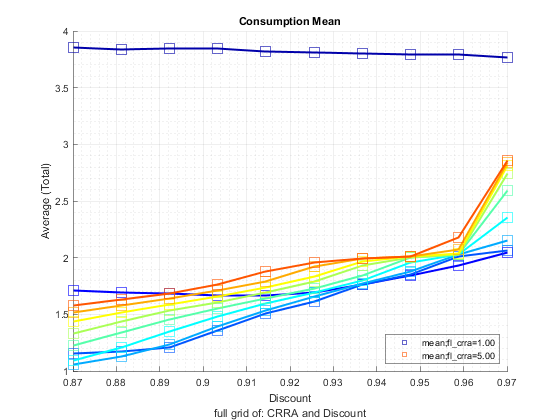 Consumption Mean
4
3.5
3
2.5
2
1.5
1
Average (Total)
mean;fl_crra=1.00
mean;fl_crra=5.00
0.87 0.88 0.89 0.9 0.91 0.92 0.93 0.94 0.95 0.96 0.97
Discount
full grid of: CRRA and Discount